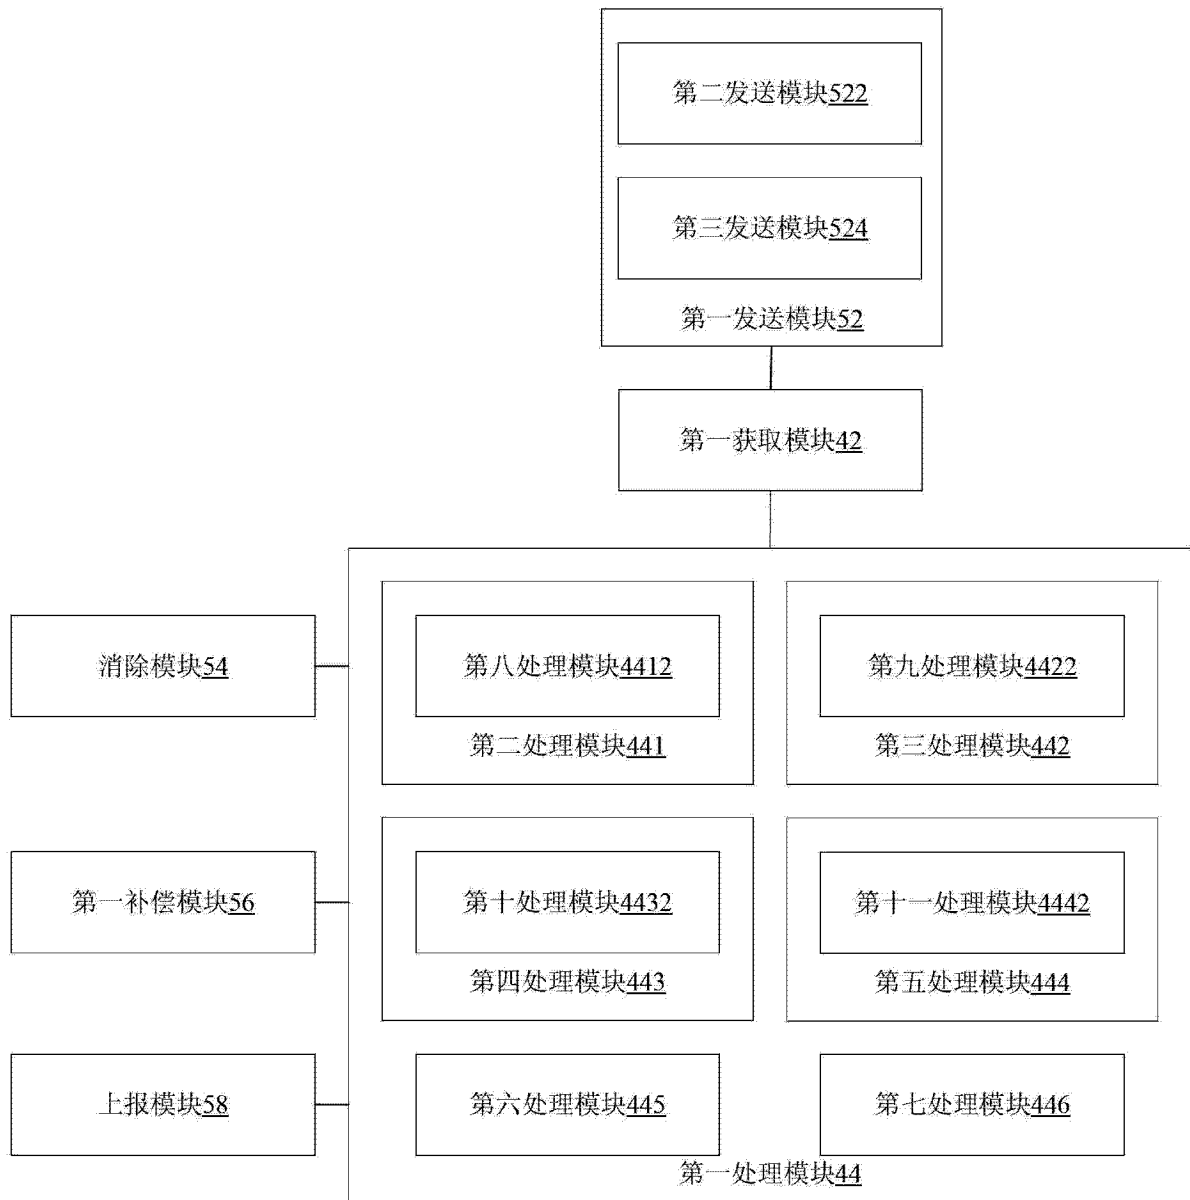 第二发送模块522
第三发送模块524
第一发送模块52
第一获取模块42
消除模块54
第八处理模块4412
第九处理模块4422
第二处理模块441
第三处理模块442
第一补偿模块56
第十处理模块4432
第十一处理模块4442
第四处理模块443
第五处理模块444
上报模块58
第六处理模块445
第七处理模块446
第一处理模块44